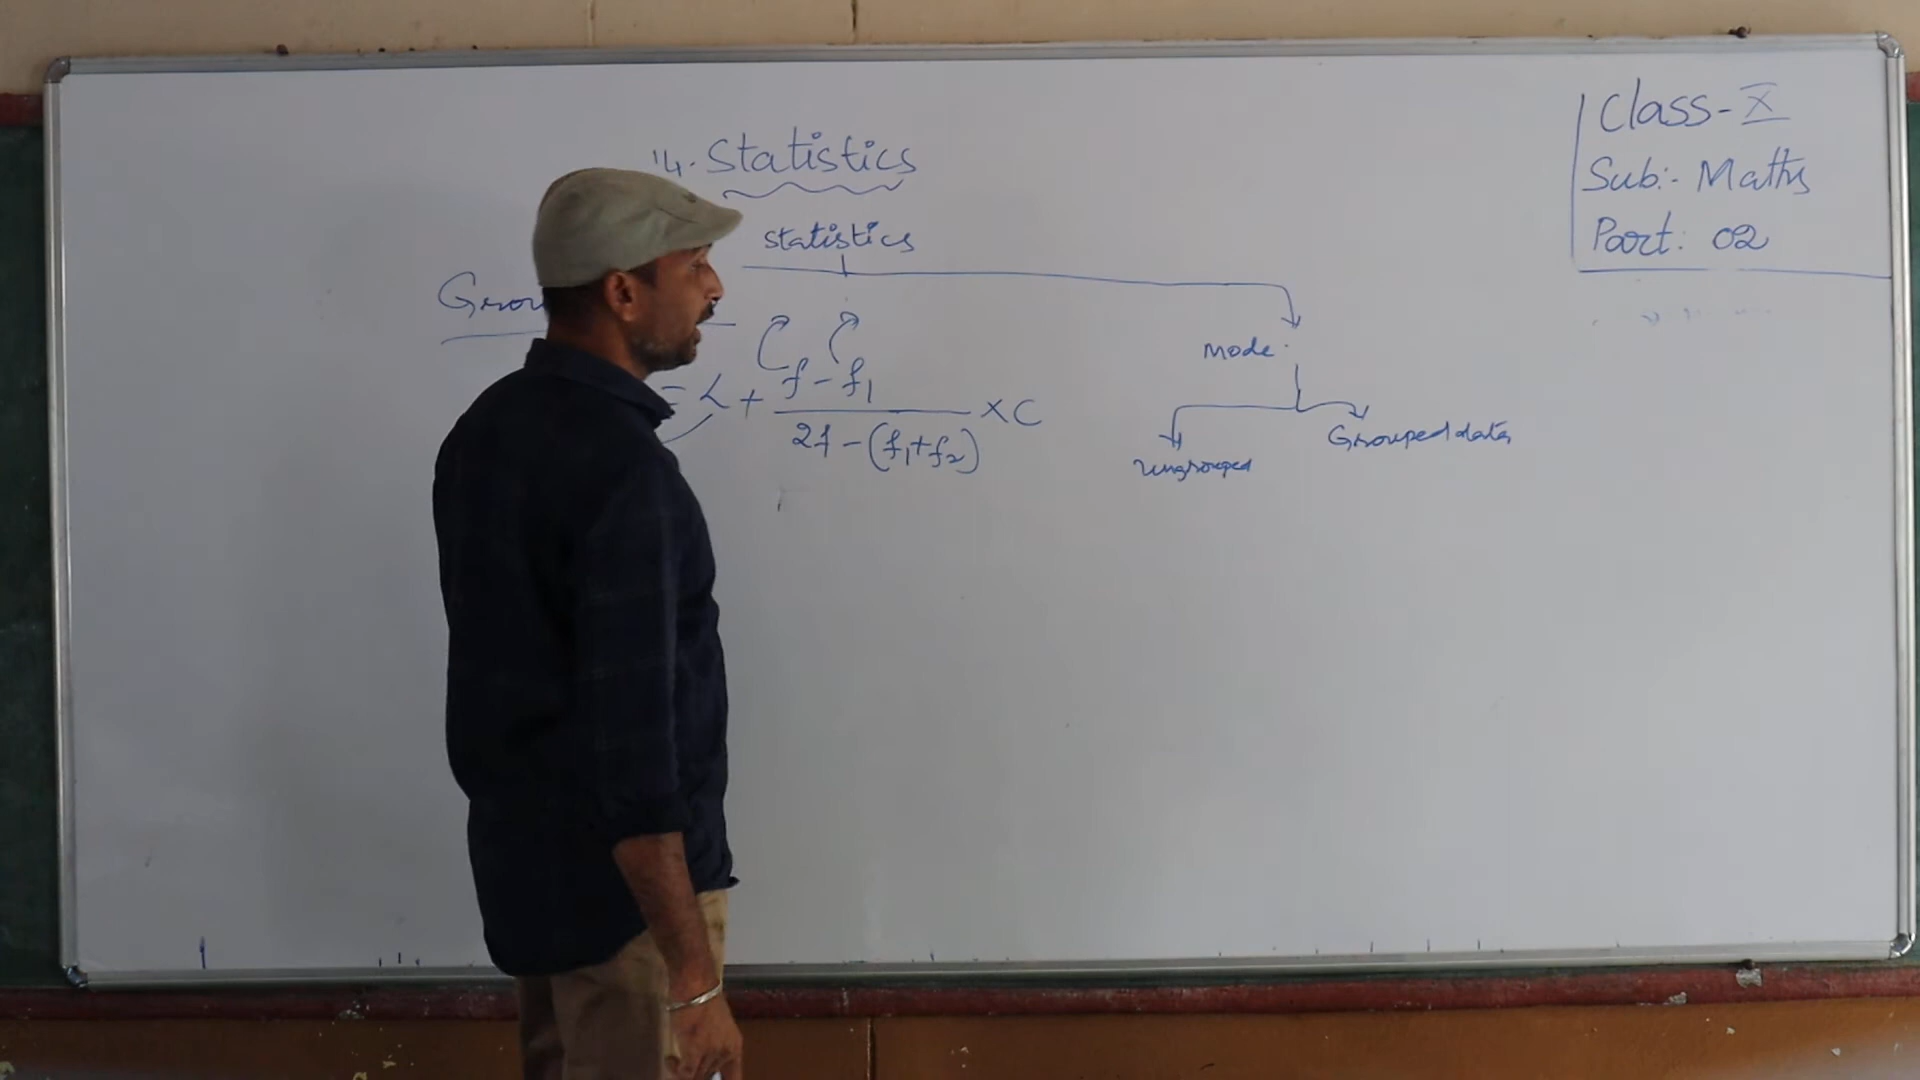 14. Statistics
Class - X
Sub:- Maths
Part: 02
statistics
Mode
ungrouped
Grouped data
= L + f - f₁ / 2f - (f₁ + f₂) × C